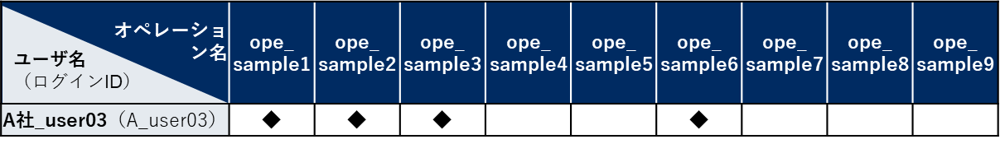 オペレーショ
ン名
ユーザ名
（ログインID）
ope_
sample1
ope_
sample2
ope_
sample3
ope_
sample4
ope_
sample5
ope_
sample6
ope_
sample7
ope_
sample8
ope_
sample9
A社_user03（A_user03） ◆ ◆ ◆ ◆